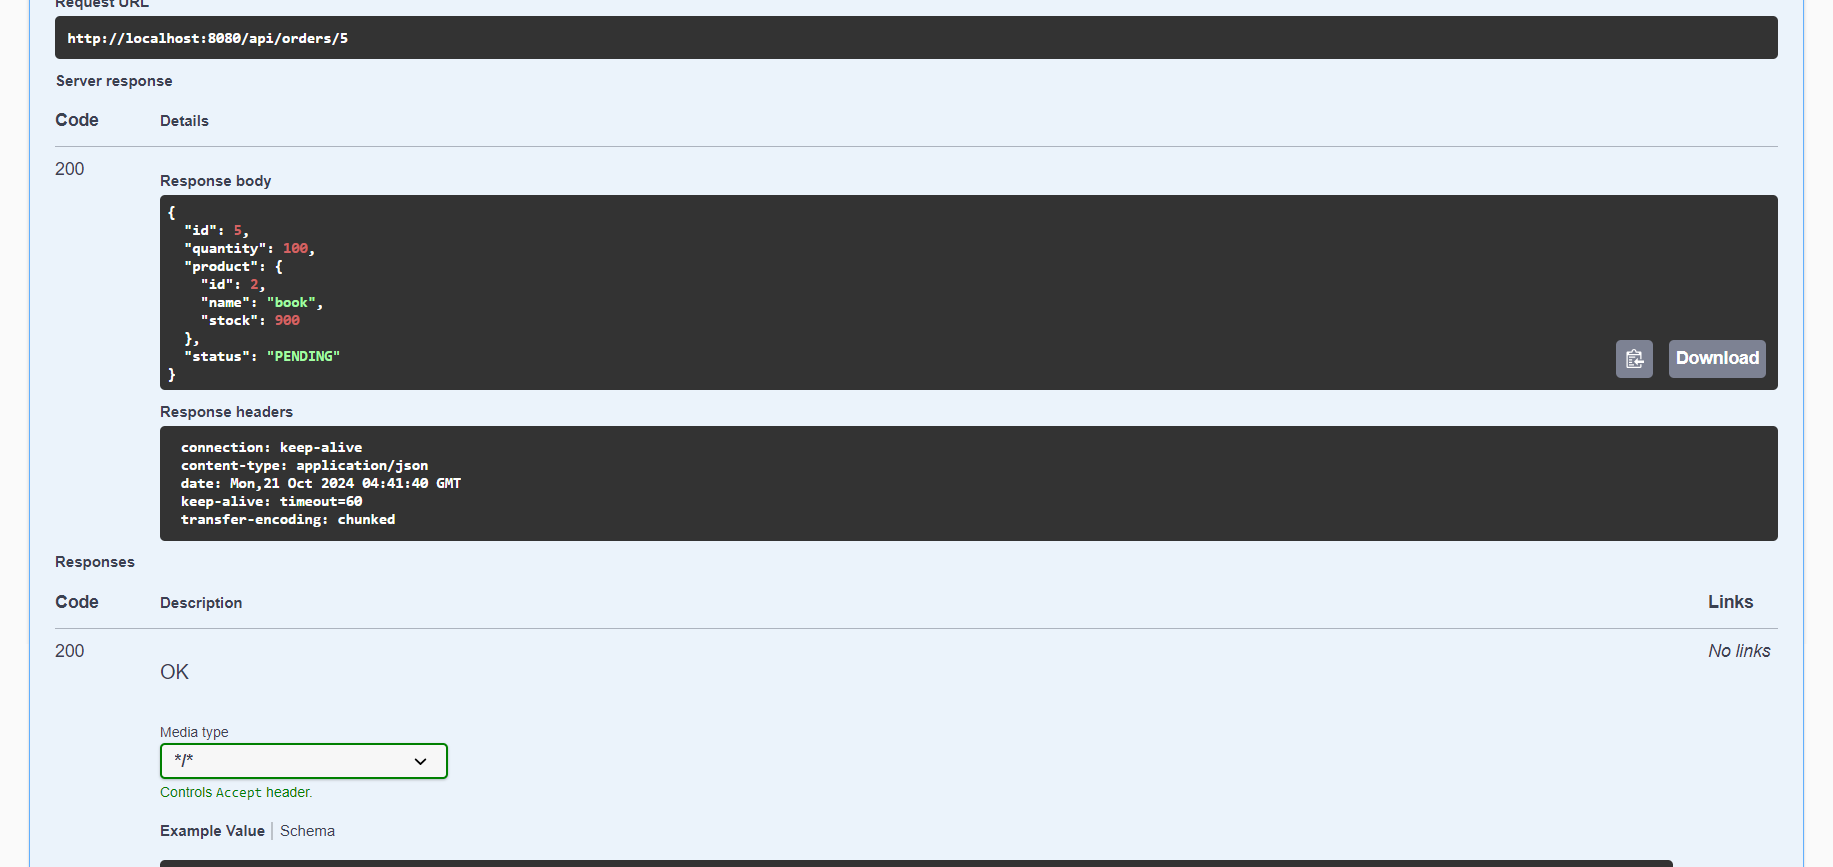 Request URL
http://localhost:8080/api/orders/5
Server response
Code Details
200
Response body
{
"id": 5,
"quantity": 100,
"product": {
"id": 2,
"name": "book",
"stock": 900
},
"status": "PENDING"
}
Download
Response headers
connection: keep-alive
content-type: application/json
date: Mon,21 Oct 2024 04:41:40 GMT
keep-alive: timeout=60
transfer-encoding: chunked
Responses
Code Description Links
200 No links
OK
Media type
*/*
Controls Accept header.
Example Value Schema